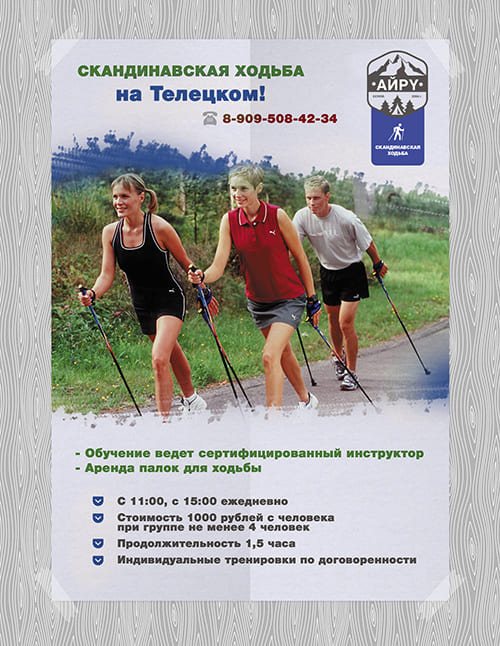 СКАНДИНАВСКАЯ ХОДЬБА
на Телецком!
8-909-508-42-34
АЙРY
СКАНДИНАВСКАЯ
ХОДЬБА
- Обучение ведет сертифицированный инструктор
- Аренда палок для ходьбы
С 11:00, с 15:00 ежедневно
Стоимость 1000 рублей с человека
при группе не менее 4 человек
Продолжительность 1,5 часа
Индивидуальные тренировки по договоренности